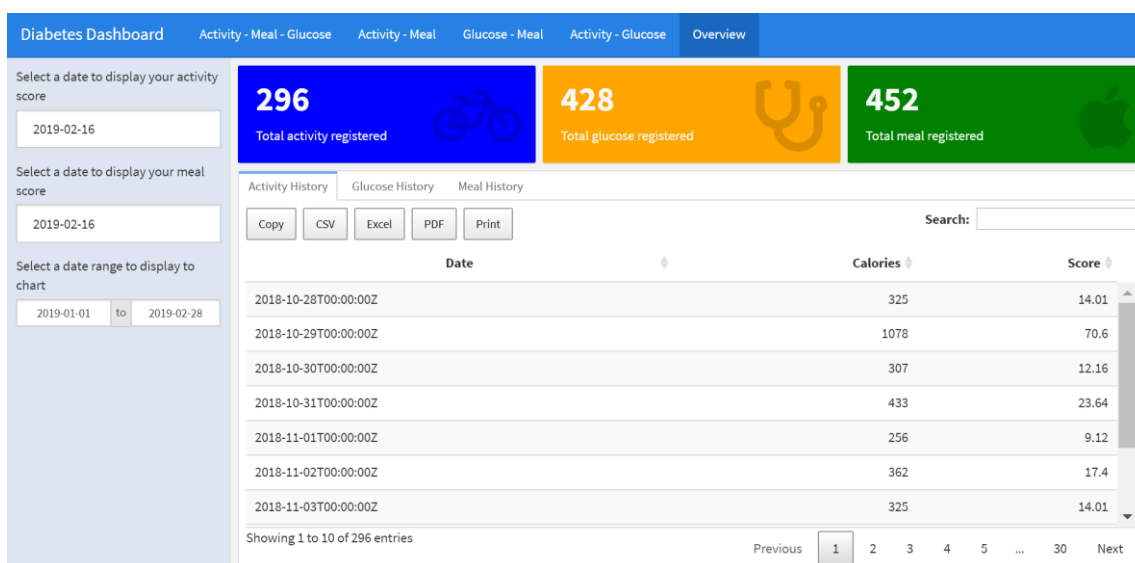 Diabetes Dashboard Activity - Meal - Glucose Activity - Meal Glucose - Meal Activity - Glucose Overview
Select a date to display your activity
score
2019-02-16
Select a date to display your meal
score
2019-02-16
Select a date range to display to
chart
2019-01-01 to 2019-02-28
296
Total activity registered
428
Total glucose registered
452
Total meal registered
Activity History Glucose History Meal History
Copy CSV Excel PDF Print Search:
Date Calories Score
2018-10-28T00:00:00Z 325 14.01
2018-10-29T00:00:00Z 1078 70.6
2018-10-30T00:00:00Z 307 12.16
2018-10-31T00:00:00Z 433 23.64
2018-11-01T00:00:00Z 256 9.12
2018-11-02T00:00:00Z 362 17.4
2018-11-03T00:00:00Z 325 14.01
Showing 1 to 10 of 296 entries
Previous 1 2 3 4 5 ... 30 Next